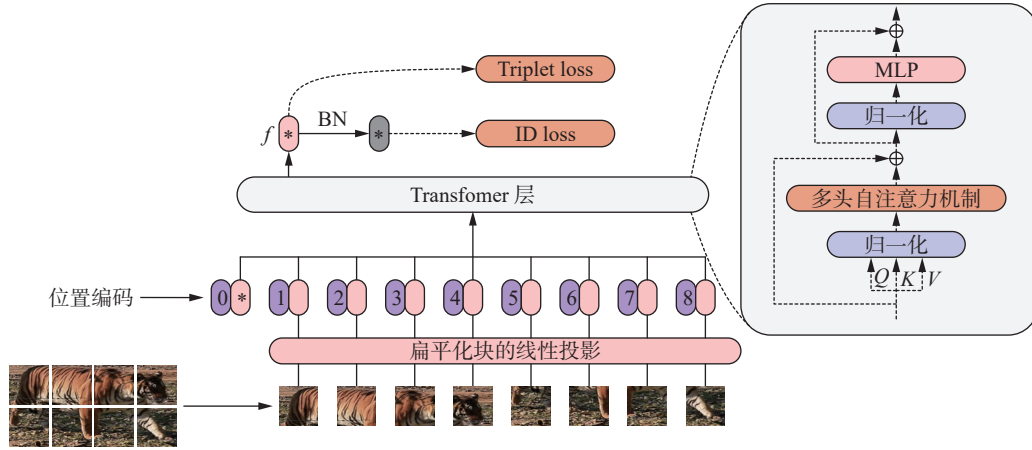 Triplet loss
f * BN *
ID loss
Transfomer 层
位置编码
0 * 1 2 3 4 5 6 7 8
扁平化块的线性投影
MLP
归一化
多头自注意力机制
归一化
Q K V